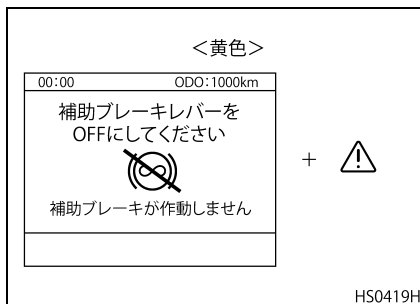 ＜黄色＞
00:00 ODO:1000km
補助ブレーキレバーを
OFFにしてください
補助ブレーキが作動しません
+
HS0419H